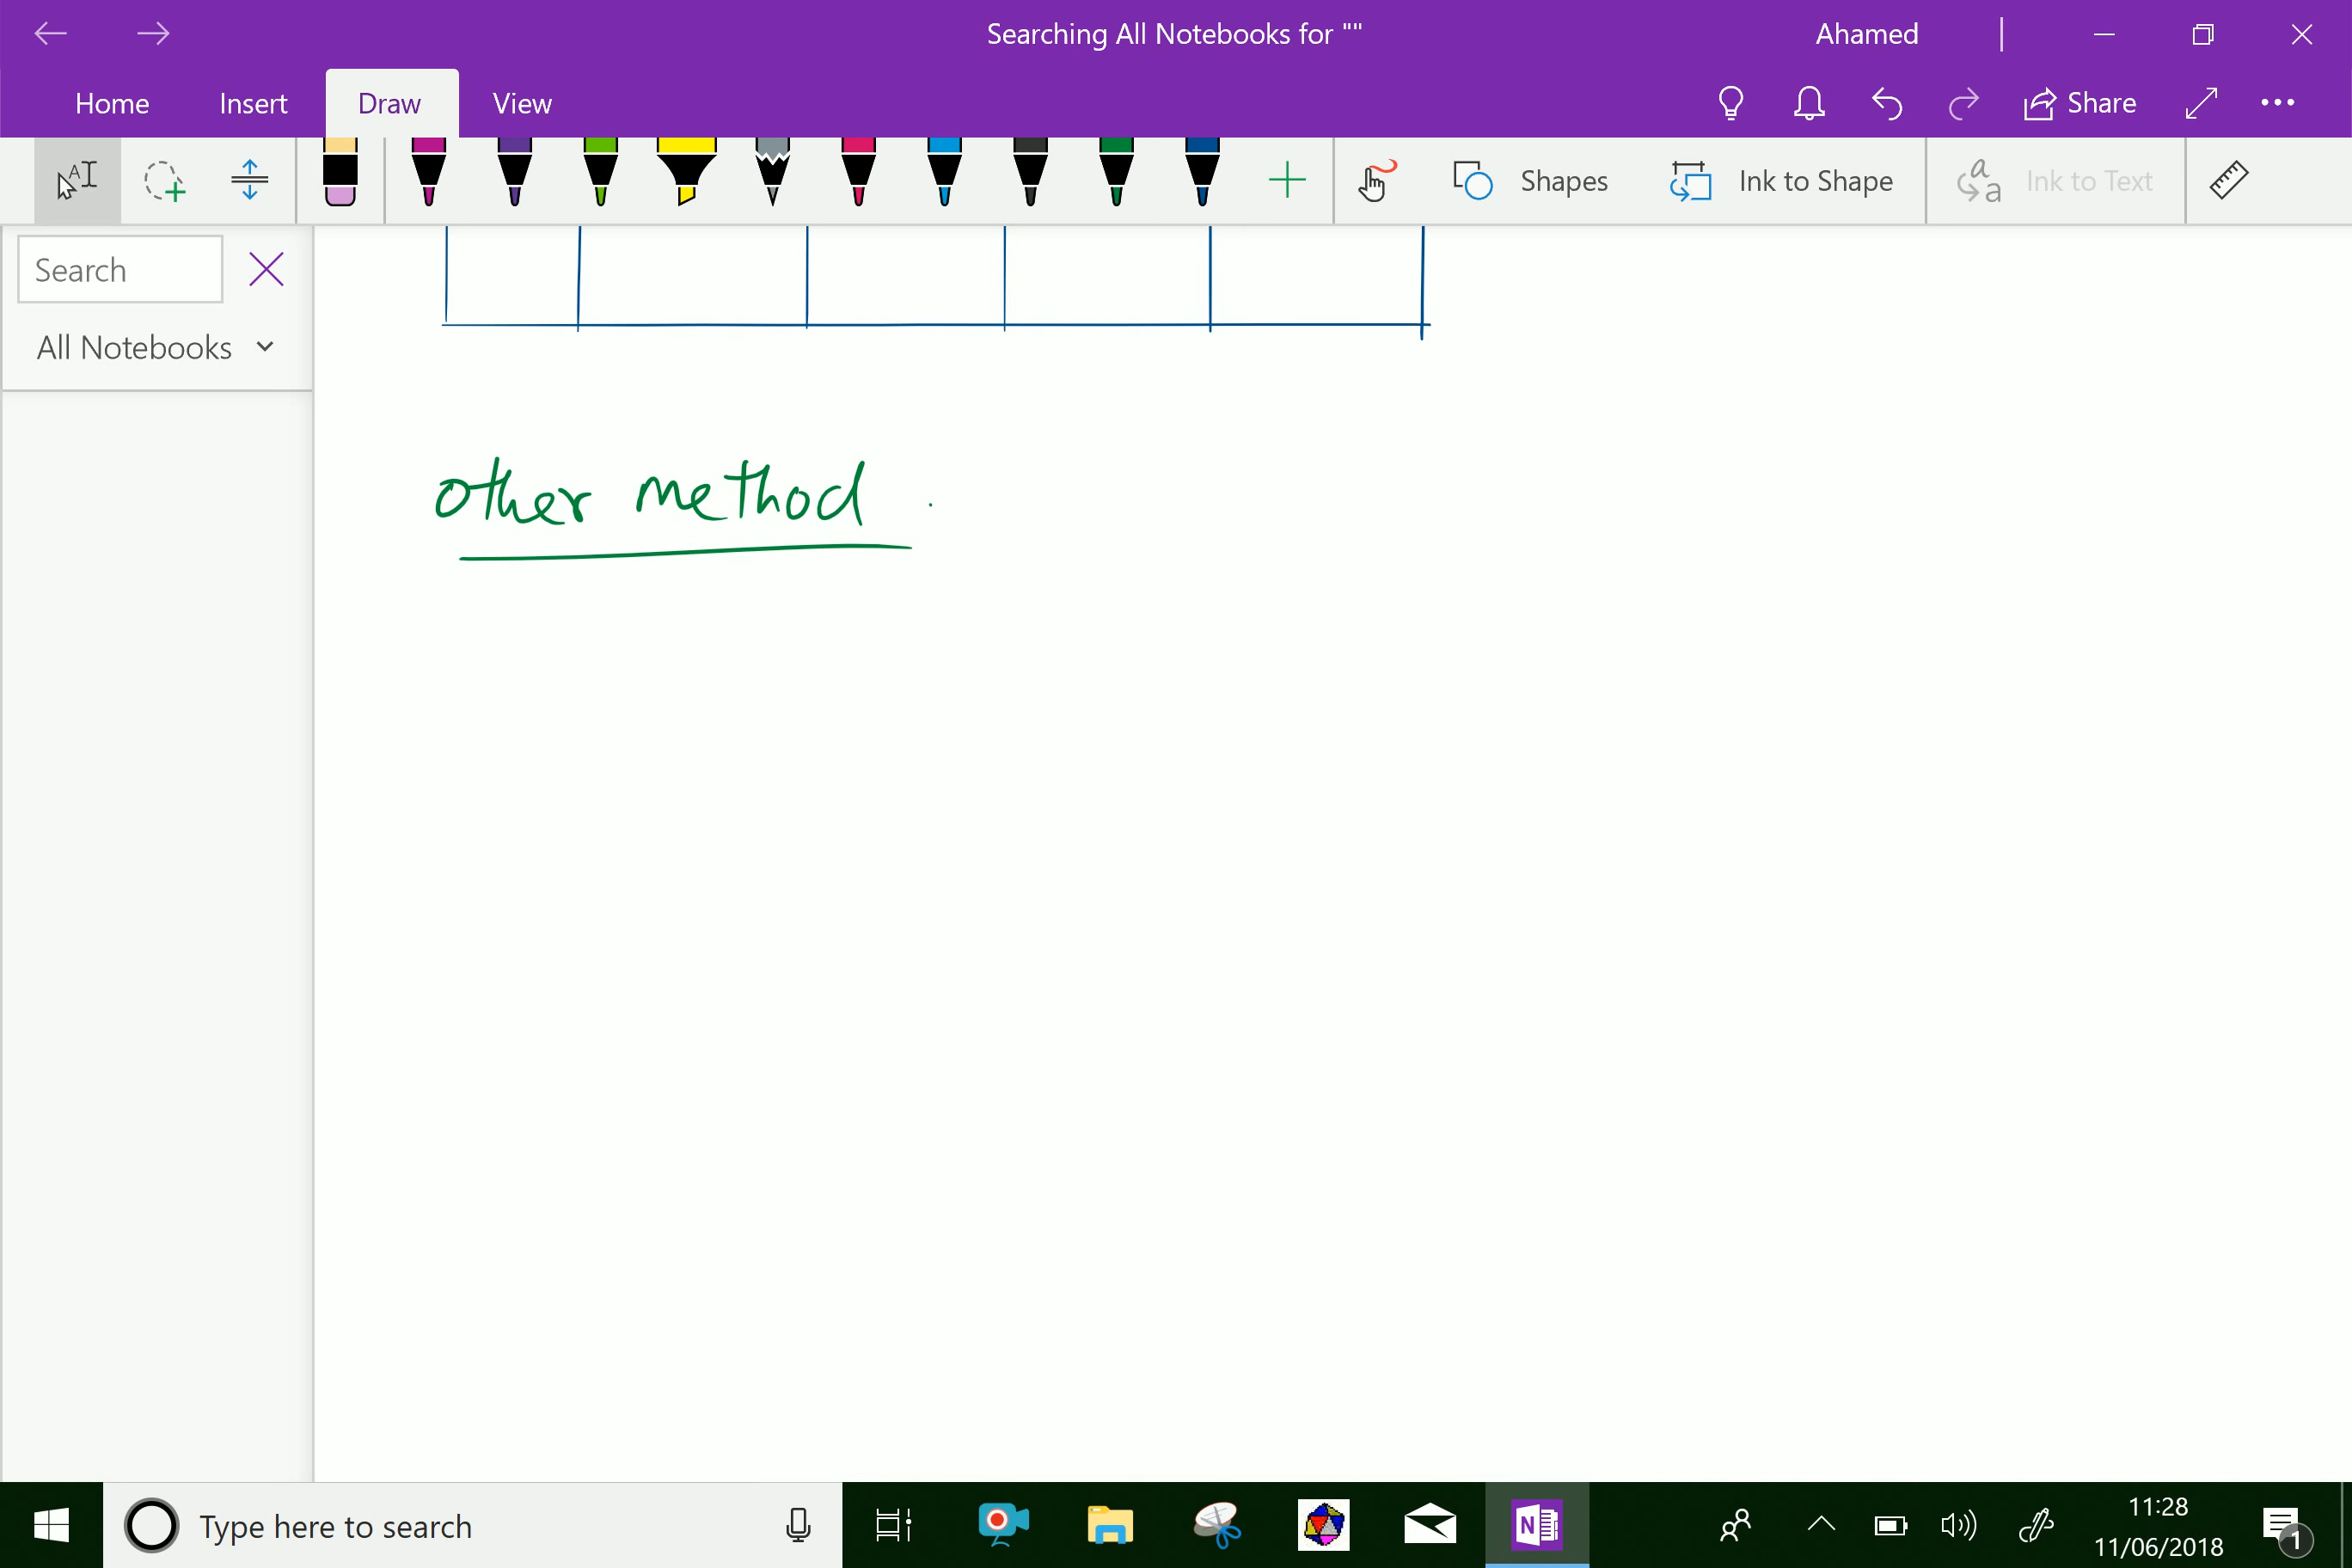 Searching All Notebooks for ""
Ahamed
Home Insert Draw View
Share
Shapes
Ink to Shape
Ink to Text
Search
All Notebooks
other method .
Type here to search
11:28
11/06/2018
1